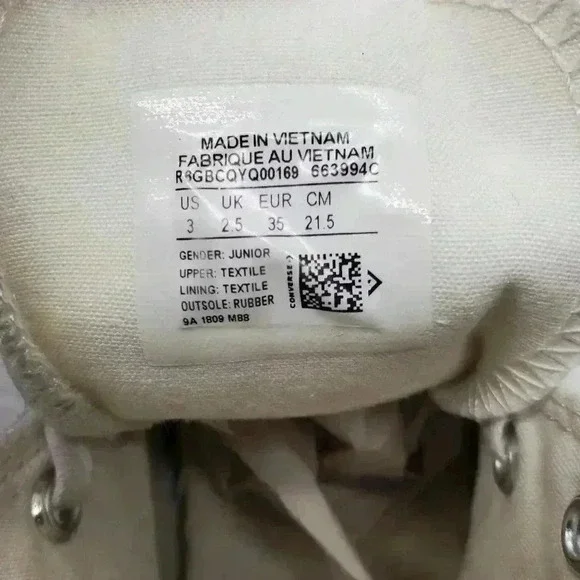 MADE IN VIETNAM
FABRIQUE AU VIETNAM
R6GBCQYQ00169 663994C
US UK EUR CM
3 2.5 35 21.5
GENDER: JUNIOR
UPPER: TEXTILE
LINING: TEXTILE
OUTSOLE: RUBBER
9A 1809 MBB
CONVERSE